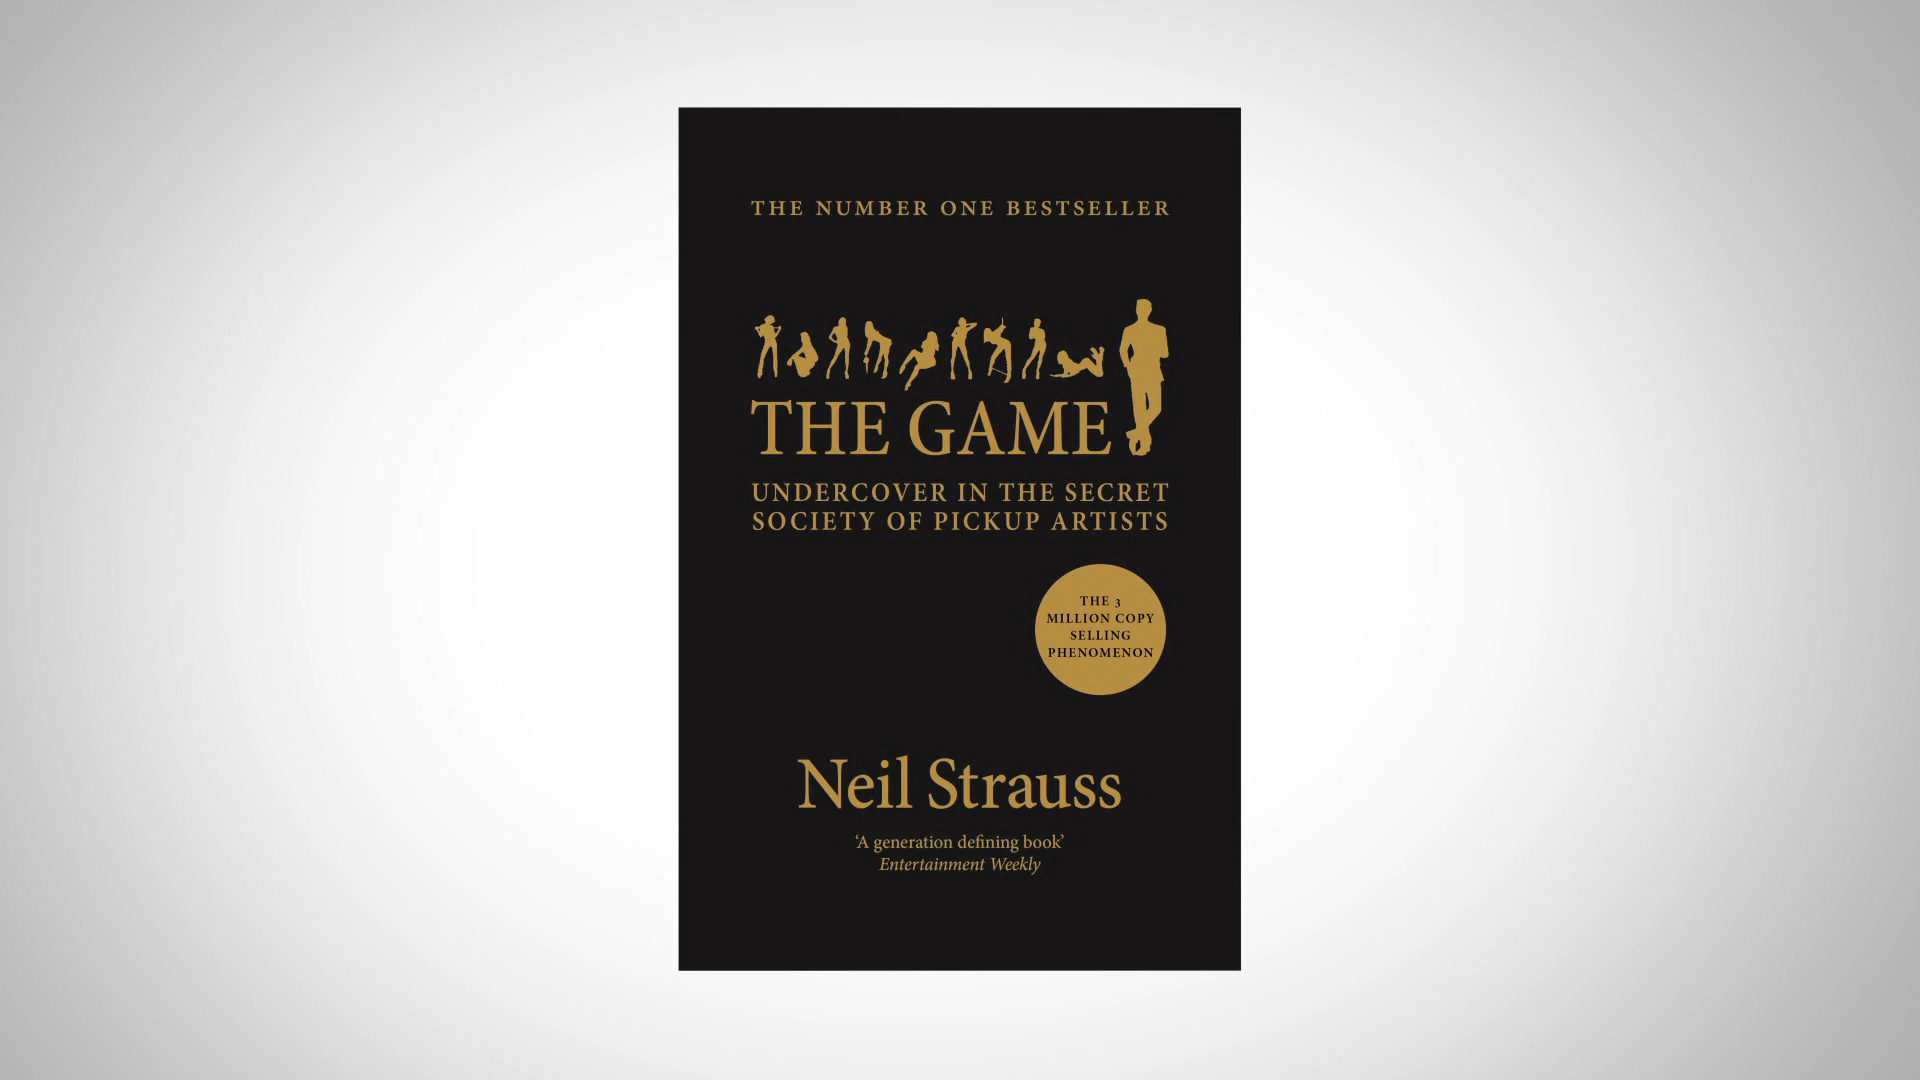 THE NUMBER ONE BESTSELLER
THE GAME
UNDERCOVER IN THE SECRET
SOCIETY OF PICKUP ARTISTS
THE 3
MILLION COPY
SELLING
PHENOMENON
Neil Strauss
‘A generation defining book’
Entertainment Weekly